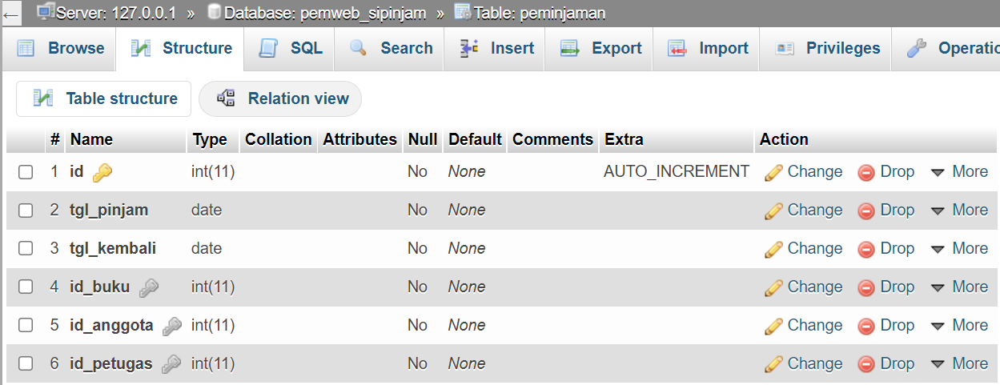 Server: 127.0.0.1 » Database: pemweb_sipinjam » Table: peminjaman
Browse Structure SQL Search Insert Export Import Privileges Operatio
Table structure Relation view
# Name Type Collation Attributes Null Default Comments Extra Action
1 id int(11) No None AUTO_INCREMENT Change Drop More
2 tgl_pinjam date No None Change Drop More
3 tgl_kembali date No None Change Drop More
4 id_buku int(11) No None Change Drop More
5 id_anggota int(11) No None Change Drop More
6 id_petugas int(11) No None Change Drop More